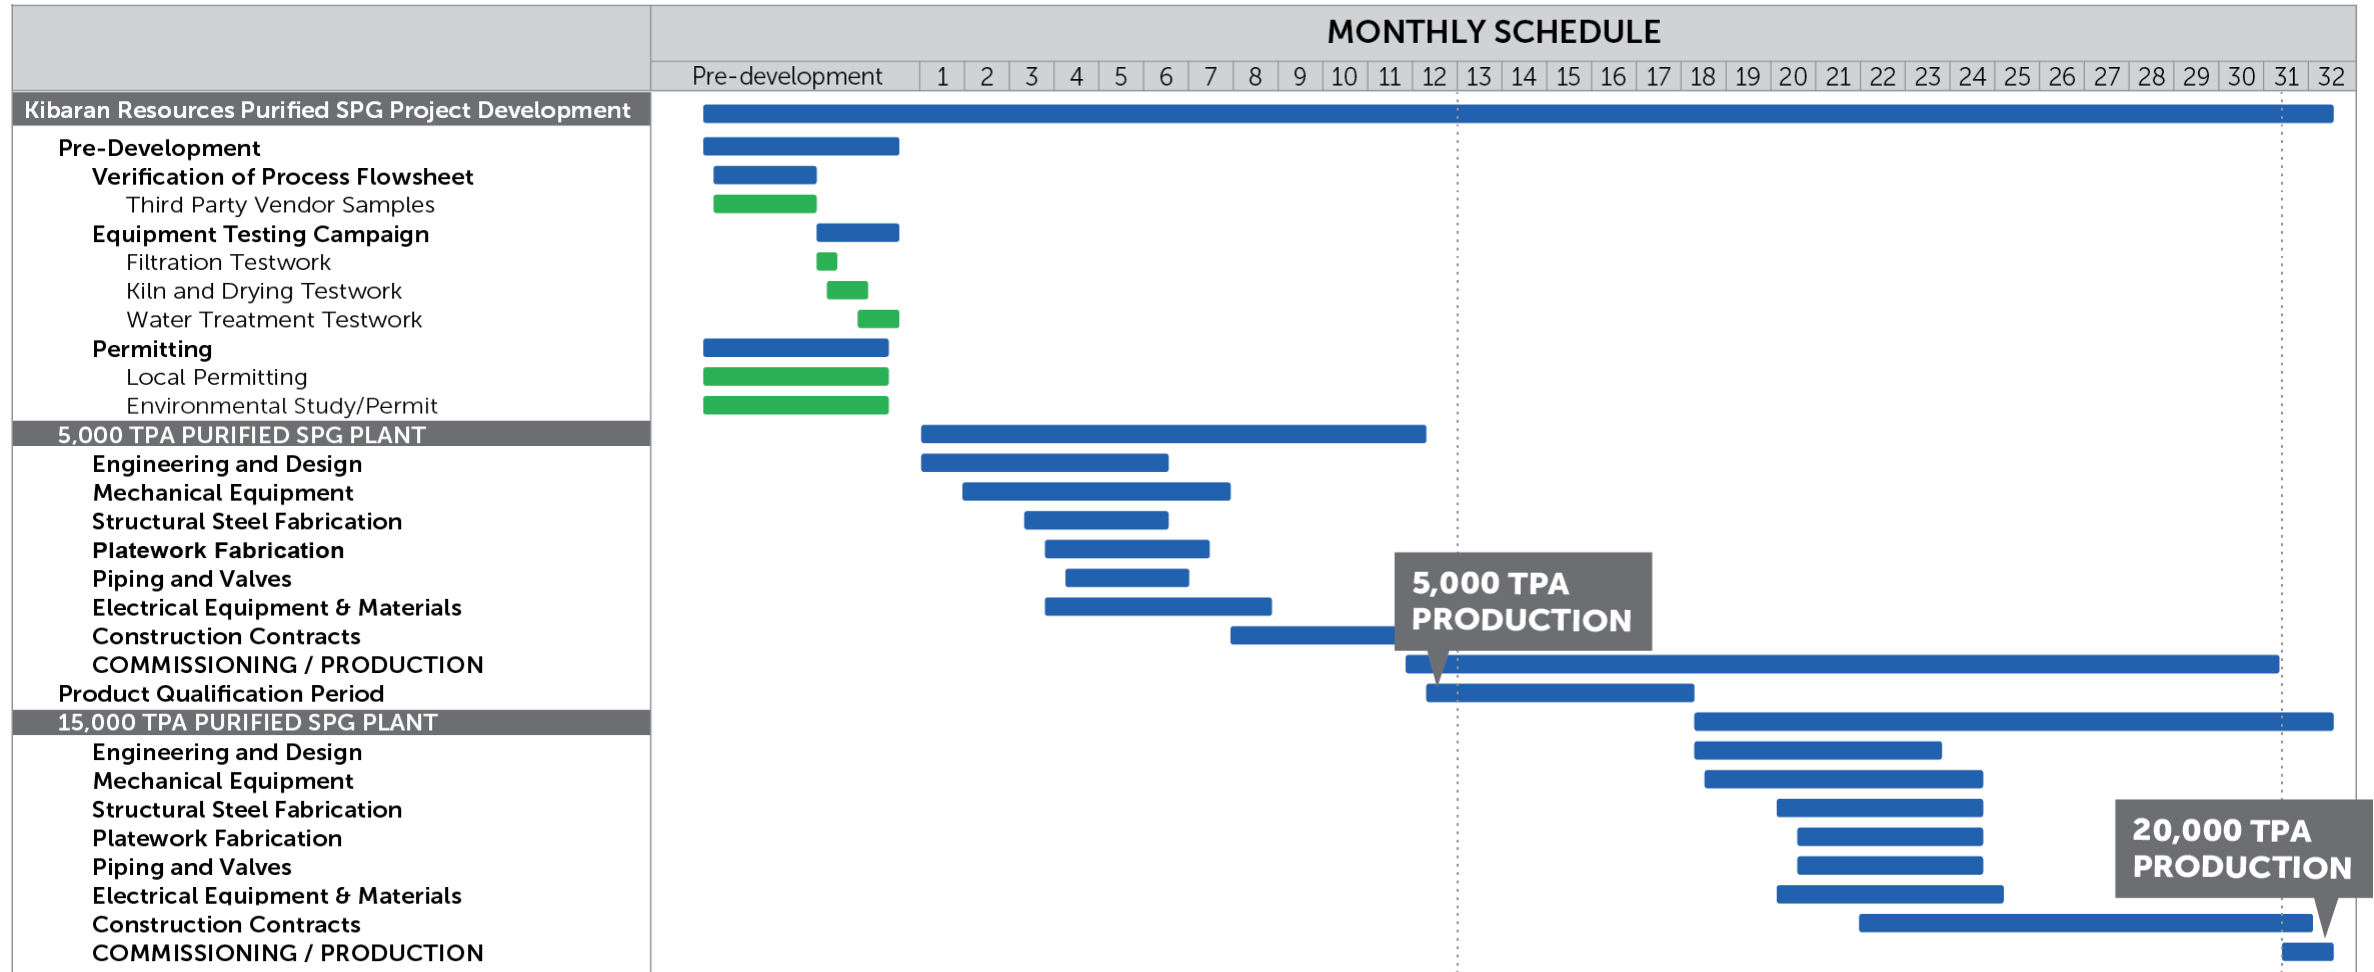 MONTHLY SCHEDULE
Pre-development 1 2 3 4 5 6 7 8 9 10 11 12 13 14 15 16 17 18 19 20 21 22 23 24 25 26 27 28 29 30 31 32
Kibaran Resources Purified SPG Project Development
Pre-Development
Verification of Process Flowsheet
Third Party Vendor Samples
Equipment Testing Campaign
Filtration Testwork
Kiln and Drying Testwork
Water Treatment Testwork
Permitting
Local Permitting
Environmental Study/Permit
5,000 TPA PURIFIED SPG PLANT
Engineering and Design
Mechanical Equipment
Structural Steel Fabrication
Platework Fabrication
Piping and Valves
Electrical Equipment & Materials
Construction Contracts
5,000 TPA
PRODUCTION
COMMISSIONING / PRODUCTION
Product Qualification Period
15,000 TPA PURIFIED SPG PLANT
Engineering and Design
Mechanical Equipment
Structural Steel Fabrication
Platework Fabrication
Piping and Valves
Electrical Equipment & Materials
Construction Contracts
20,000 TPA
PRODUCTION
COMMISSIONING / PRODUCTION